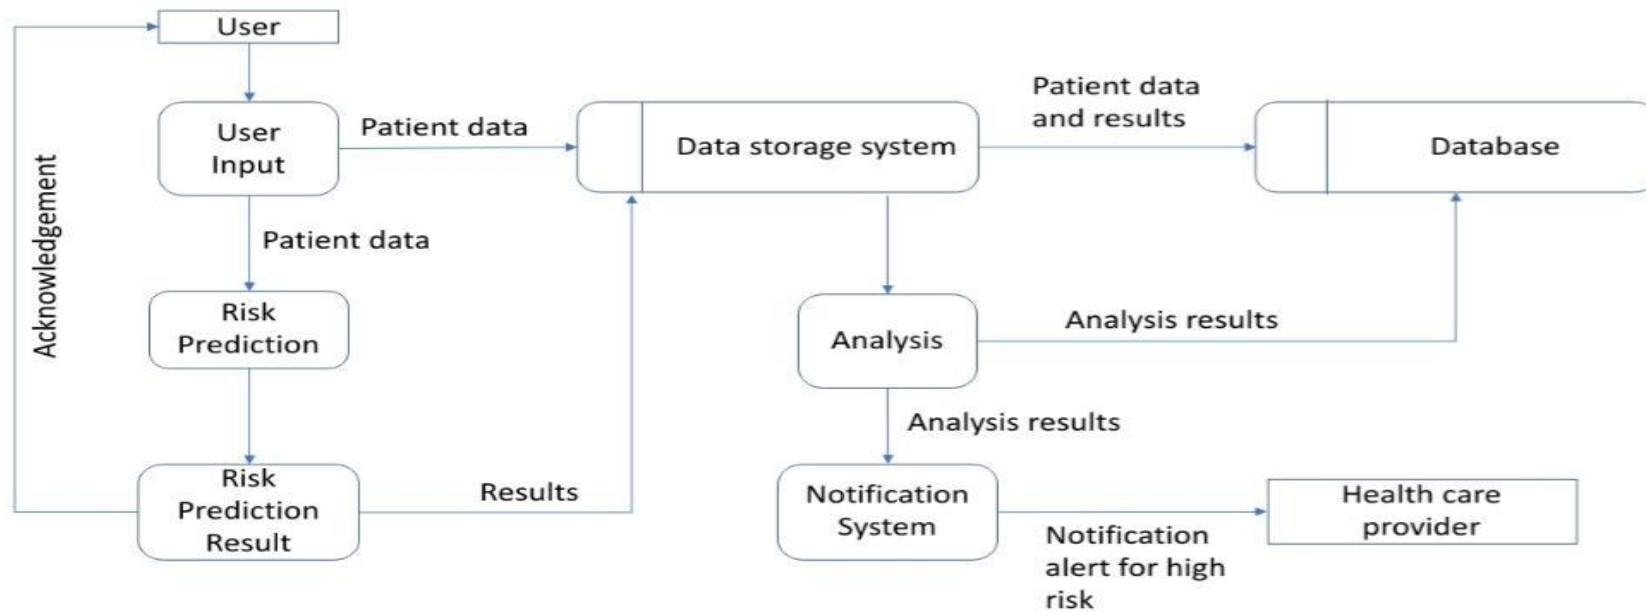 User
User
Input
Patient data
Data storage system
Patient data
and results
Database
Patient data
Acknowledgement
Risk
Prediction
Analysis
Analysis results
Analysis results
Risk
Prediction
Result
Results
Notification
System
Notification
alert for high
risk
Health care
provider